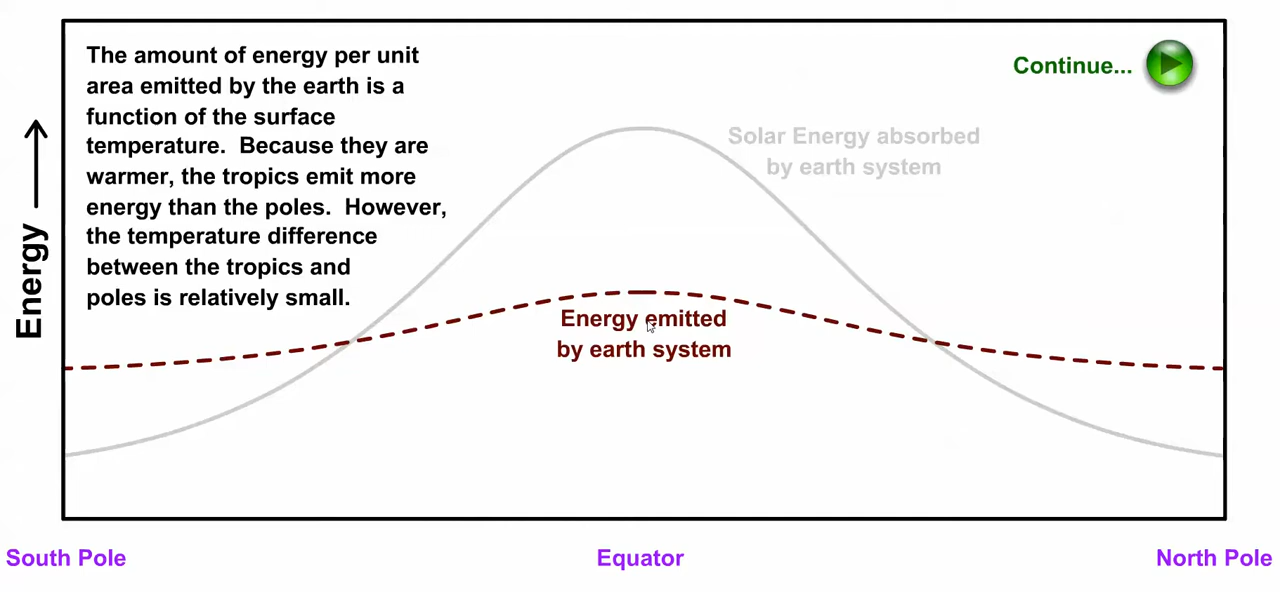 The amount of energy per unit
area emitted by the earth is a
function of the surface
temperature.  Because they are
warmer, the tropics emit more
energy than the poles.  However,
the temperature difference
between the tropics and
poles is relatively small.
Continue...
Solar Energy absorbed
by earth system
Energy
Energy emitted
by earth system
South Pole
Equator
North Pole